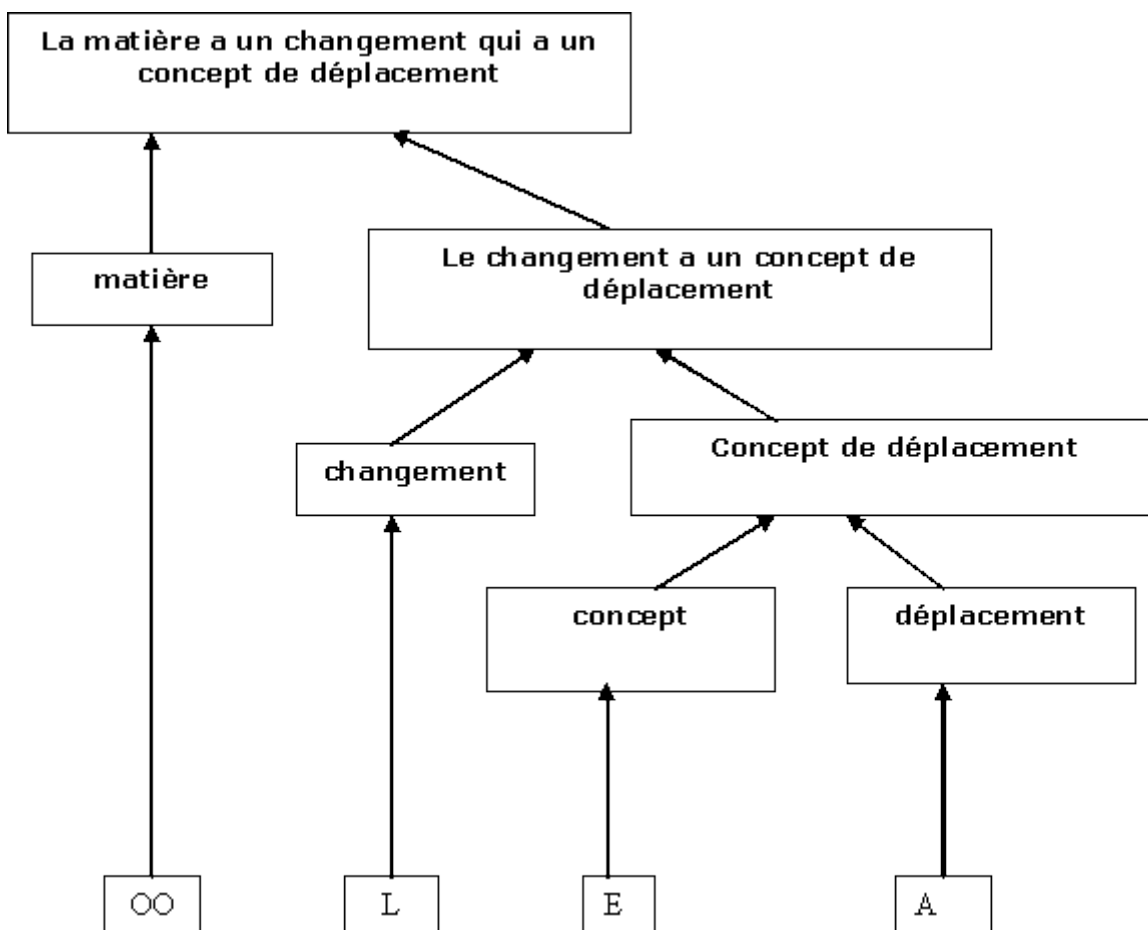 La matière a un changement qui a un
concept de déplacement
matière
Le changement a un concept de
déplacement
changement
Concept de déplacement
concept
déplacement
OO
L
E
A